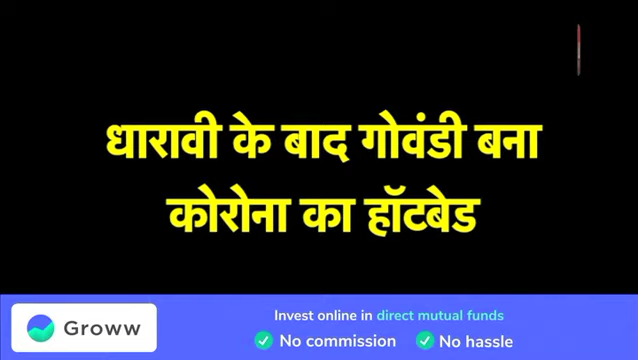 धारावी के बाद गोवंडी बना
कोरोना का हॉटबेड
Groww
Invest online in direct mutual funds
No commission
No hassle